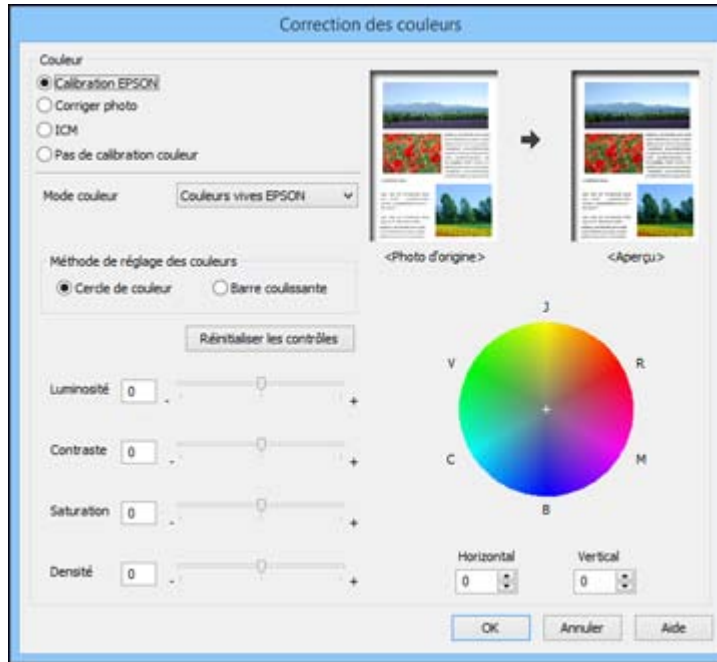 Correction des couleurs
Couleur
Calibration EPSON
Corriger photo
ICM
Pas de calibration couleur
Mode couleur
Couleurs vives EPSON
<Photo d'origine>
<Aperçu>
Méthode de réglage des couleurs
Cercle de couleur
Barre coulissante
Réinitialiser les contrôles
Luminosité 0 - +
Contraste 0 - +
Saturation 0 - +
Densité 0 - +
J
V
R
C
M
B
Horizontal
Vertical
0
0
OK
Annuler
Aide